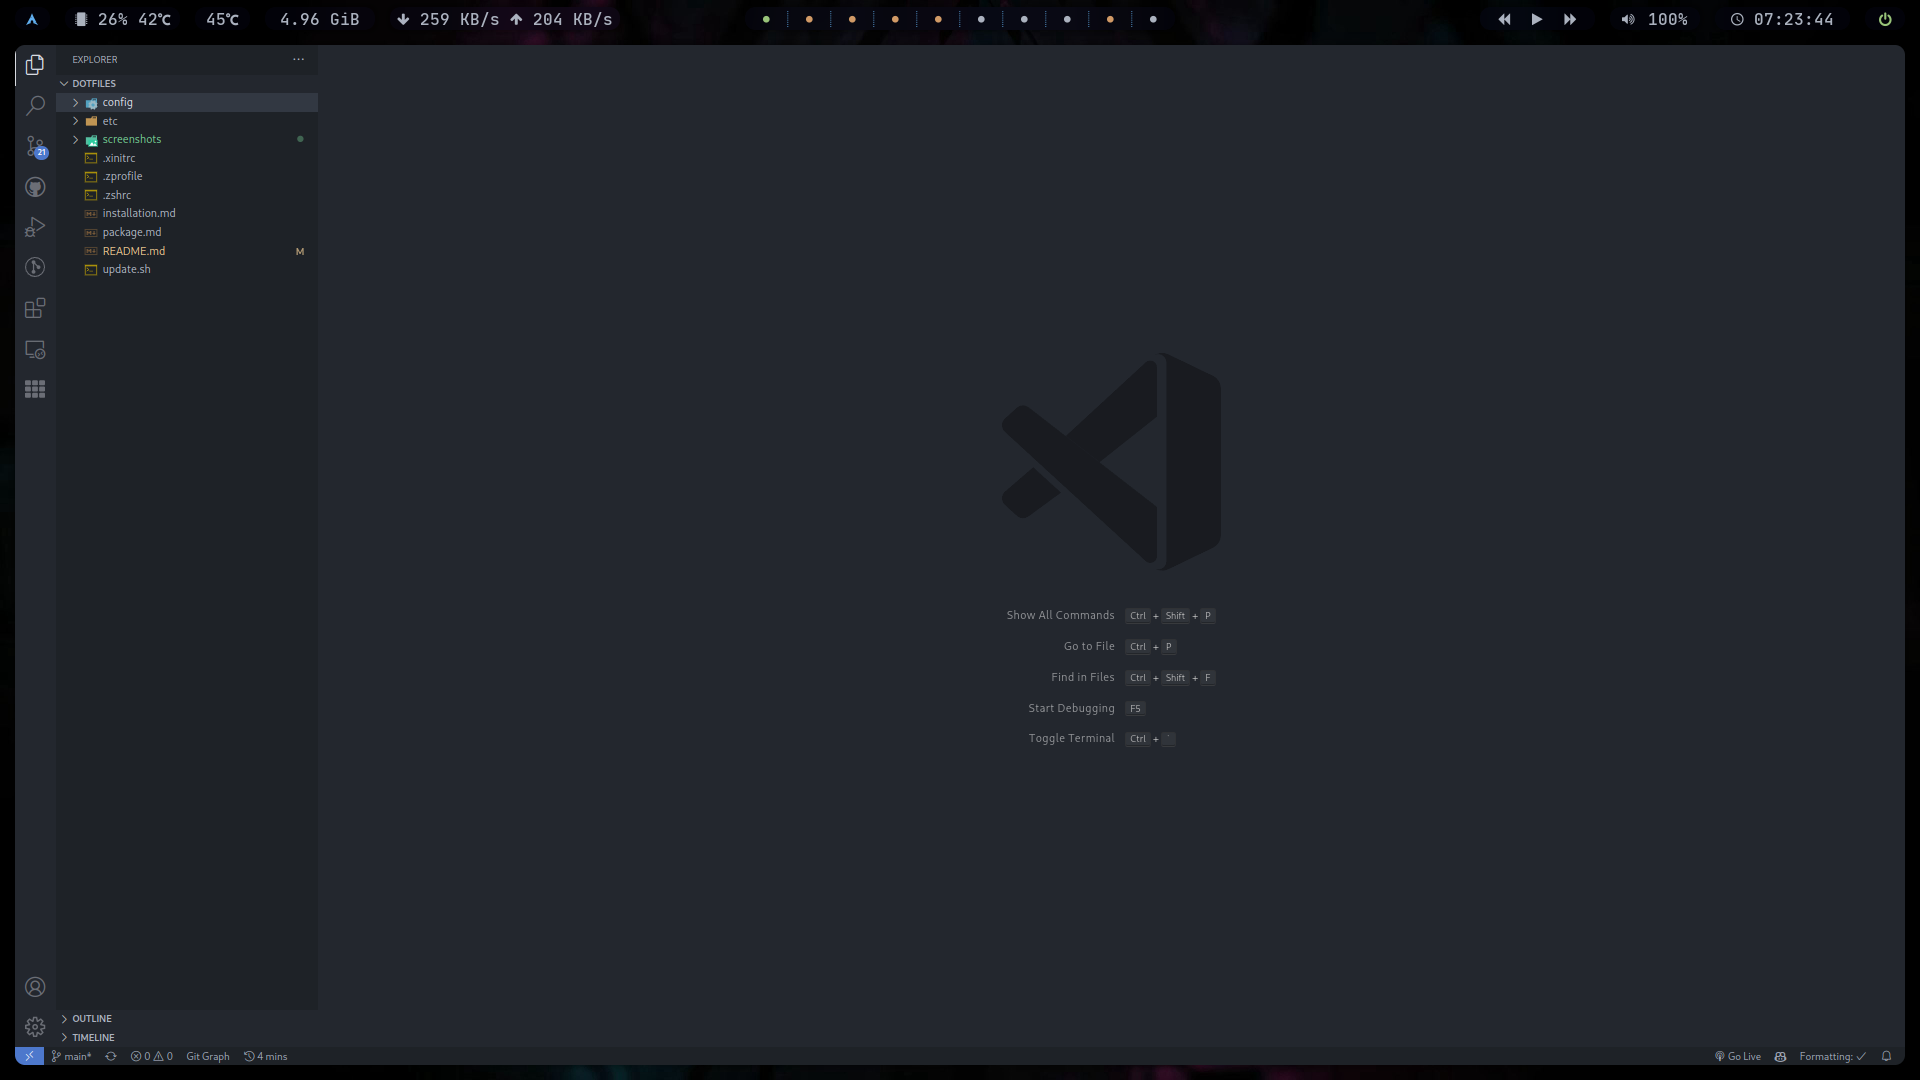 26% 42℃ 45℃ 4.96 GiB 259 KB/s 204 KB/s 100% 07:23:44
EXPLORER
DOTFILES
config
etc
screenshots
.xinitrc
.zprofile
.zshrc
installation.md
package.md
README.md M
update.sh
21
Show All Commands Ctrl + Shift + P
Go to File Ctrl + P
Find in Files Ctrl + Shift + F
Start Debugging F5
Toggle Terminal Ctrl + `
OUTLINE
TIMELINE
main* 0 0 Git Graph 4 mins Go Live Formatting: ✓